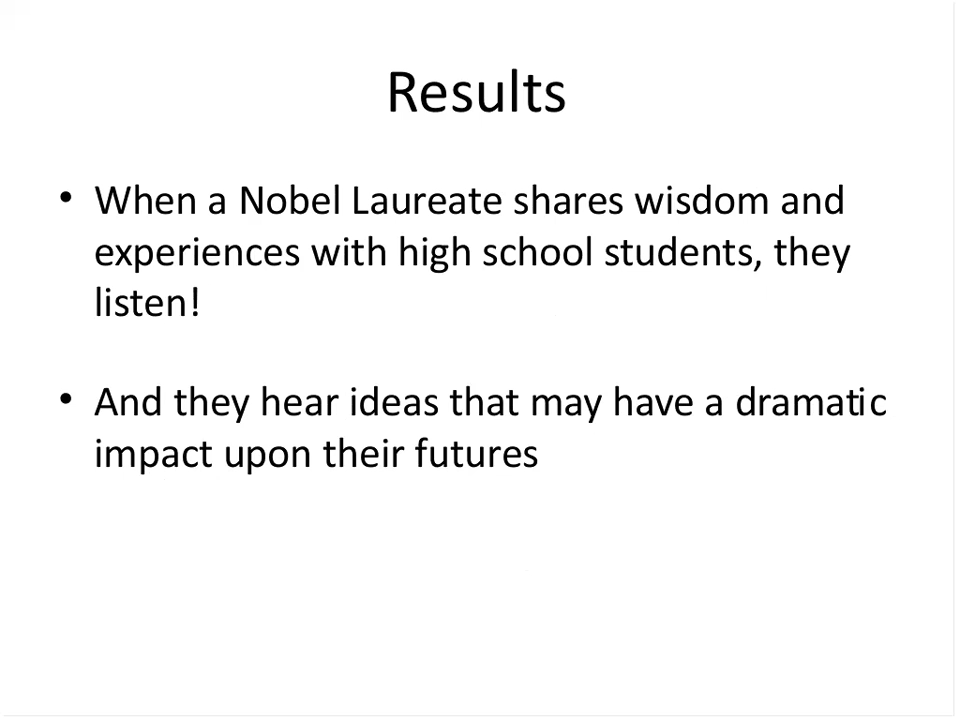 Results
• When a Nobel Laureate shares wisdom and
experiences with high school students, they
listen!
• And they hear ideas that may have a dramatic
impact upon their futures